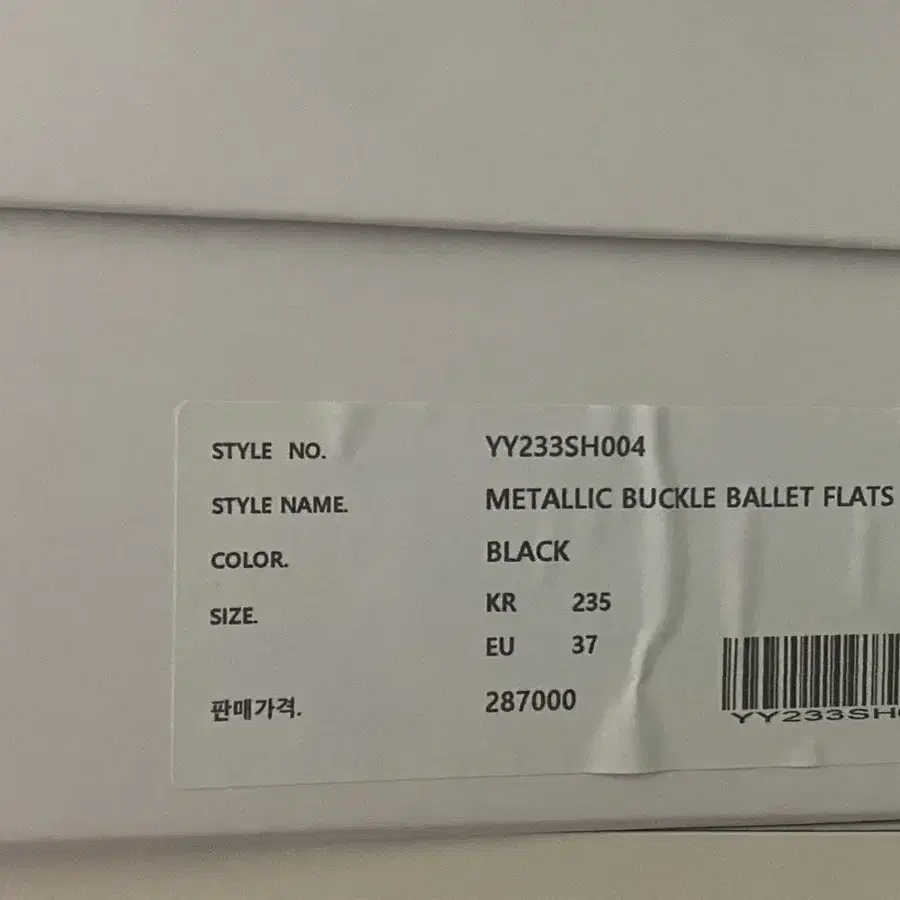 STYLE NO. YY233SH004
STYLE NAME. METALLIC BUCKLE BALLET FLATS
COLOR. BLACK
SIZE. KR 235
EU 37
판매가격. 287000
YY233SH